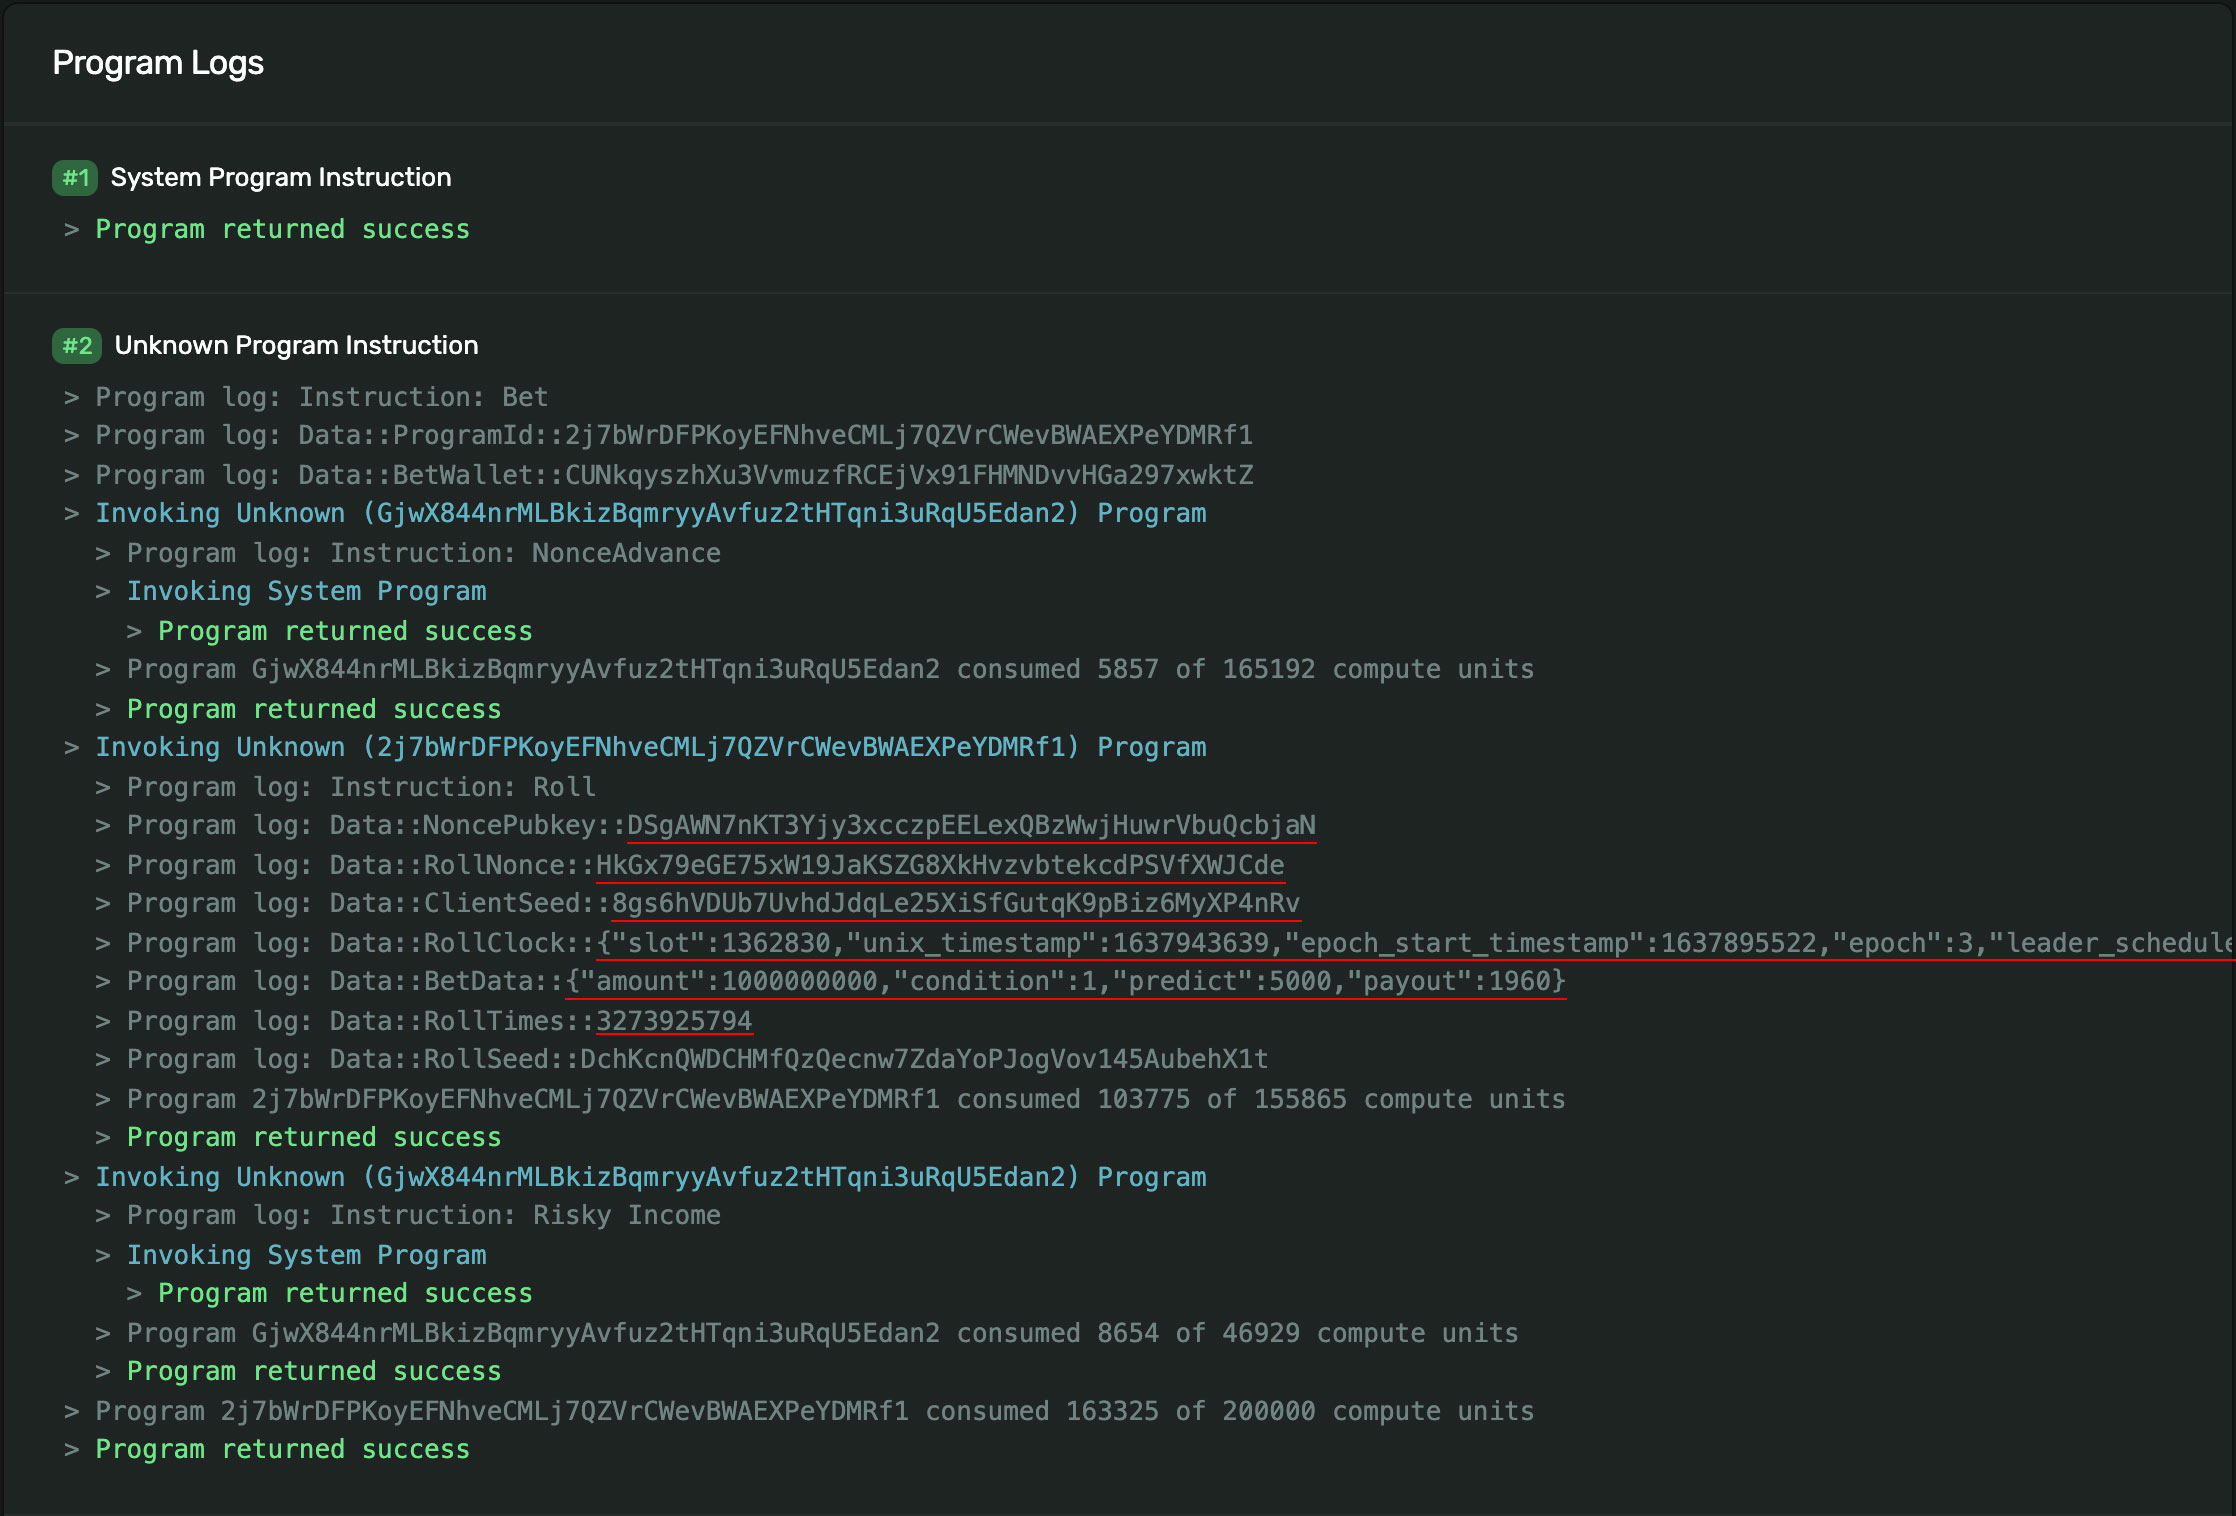 Program Logs
#1 System Program Instruction
> Program returned success
#2 Unknown Program Instruction
> Program log: Instruction: Bet
> Program log: Data::ProgramId::2j7bWrDFPKoyEFNhveCMLj7QZVrCWevBWAEXPeYDMRf1
> Program log: Data::BetWallet::CUNkqyszhXu3VvmuzfRCEjVx91FHMNDvvHGa297xwktZ
> Invoking Unknown (GjwX844nrMLBkizBqmryyAvfuz2tHTqni3uRqU5Edan2) Program
> Program log: Instruction: NonceAdvance
> Invoking System Program
> Program returned success
> Program GjwX844nrMLBkizBqmryyAvfuz2tHTqni3uRqU5Edan2 consumed 5857 of 165192 compute units
> Program returned success
> Invoking Unknown (2j7bWrDFPKoyEFNhveCMLj7QZVrCWevBWAEXPeYDMRf1) Program
> Program log: Instruction: Roll
> Program log: Data::NoncePubkey::DSgAWN7nKT3Yjy3xcczpEELexQBzWwjHuwrVbuQcbjaN
> Program log: Data::RollNonce::HkGx79eGE75xW19JaKSZG8XkHvzvbtekcdPSVfXWJCde
> Program log: Data::ClientSeed::8gs6hVDUb7UvhdJdqLe25XiSfGutqK9pBiz6MyXP4nRv
> Program log: Data::RollClock::{"slot":1362830,"unix_timestamp":1637943639,"epoch_start_timestamp":1637895522,"epoch":3,"leader_schedule
> Program log: Data::BetData::{"amount":1000000000,"condition":1,"predict":5000,"payout":1960}
> Program log: Data::RollTimes::3273925794
> Program log: Data::RollSeed::DchKcnQWDCHMfQzQecnw7ZdaYoPJogVov145AubehX1t
> Program 2j7bWrDFPKoyEFNhveCMLj7QZVrCWevBWAEXPeYDMRf1 consumed 103775 of 155865 compute units
> Program returned success
> Invoking Unknown (GjwX844nrMLBkizBqmryyAvfuz2tHTqni3uRqU5Edan2) Program
> Program log: Instruction: Risky Income
> Invoking System Program
> Program returned success
> Program GjwX844nrMLBkizBqmryyAvfuz2tHTqni3uRqU5Edan2 consumed 8654 of 46929 compute units
> Program returned success
> Program 2j7bWrDFPKoyEFNhveCMLj7QZVrCWevBWAEXPeYDMRf1 consumed 163325 of 200000 compute units
> Program returned success